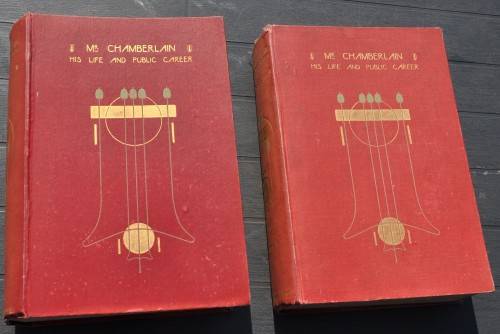 Mr CHAMBERLAIN
HIS LIFE AND PUBLIC CAREER
Mr CHAMBERLAIN
HIS LIFE AND PUBLIC CAREER